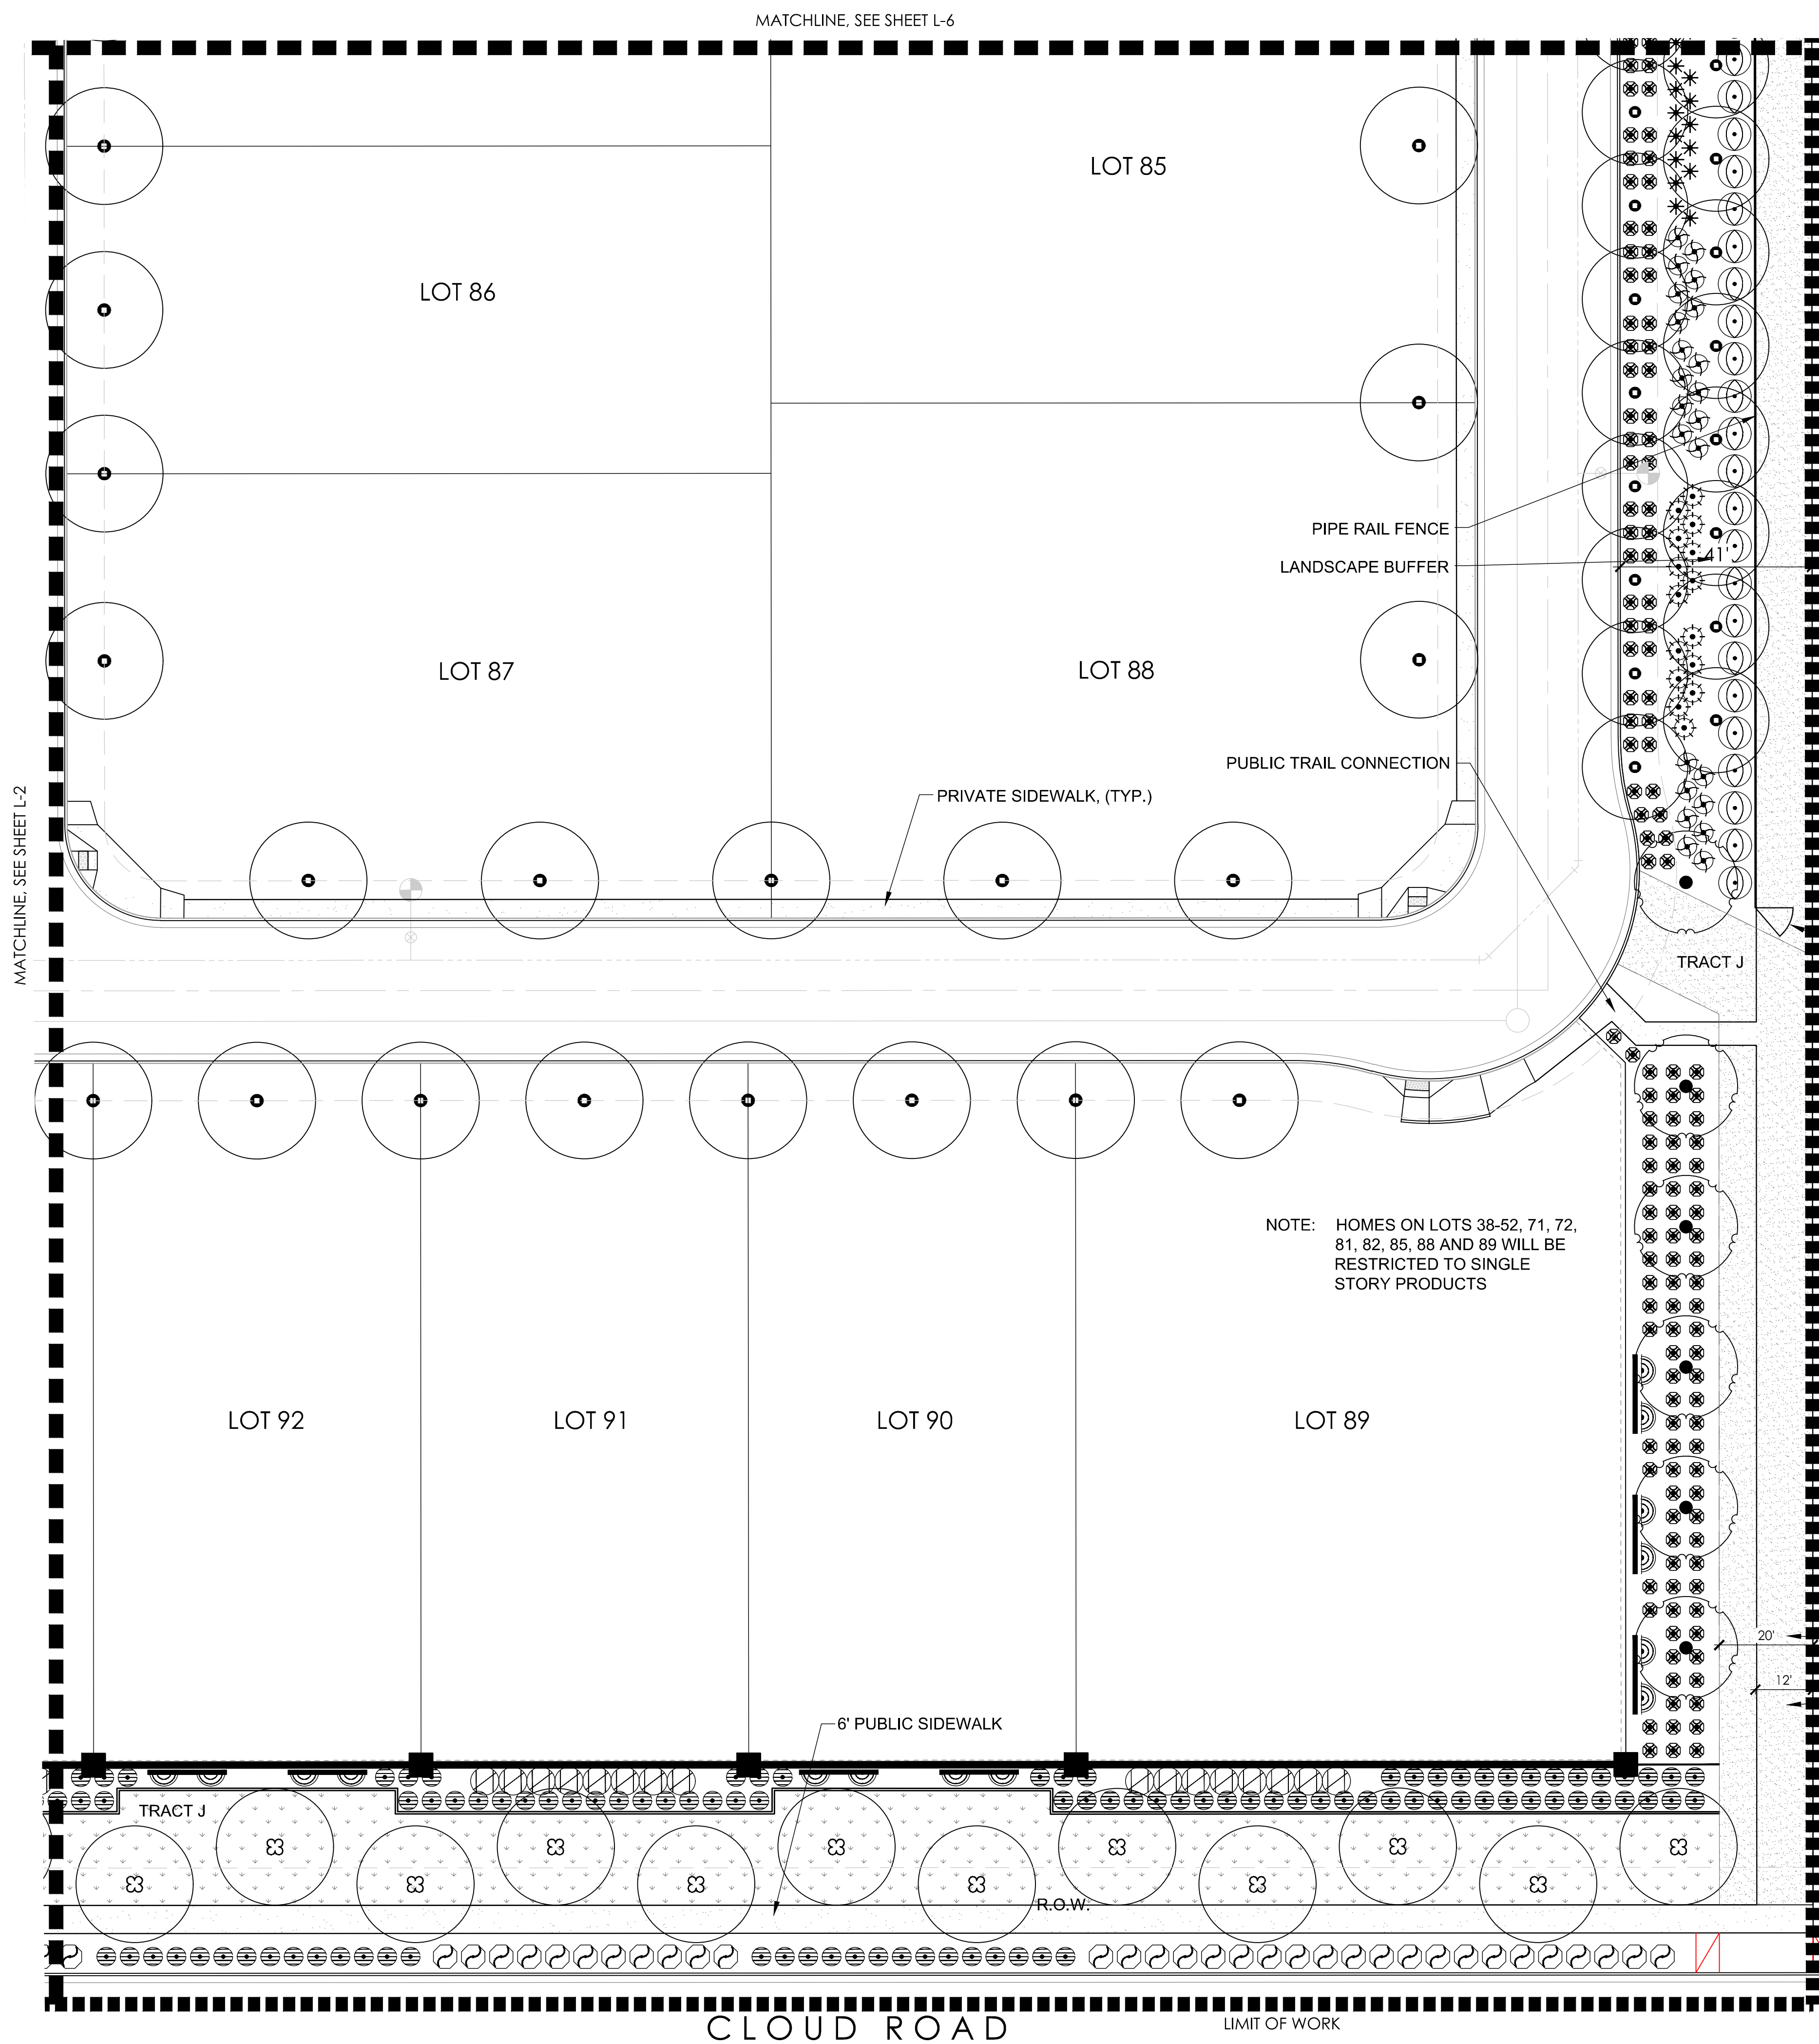 MATCHLINE, SEE SHEET L-6
LOT 85
LOT 86
PIPE RAIL FENCE
41'
LANDSCAPE BUFFER
LOT 87
LOT 88
PUBLIC TRAIL CONNECTION
PRIVATE SIDEWALK, (TYP.)
MATCHLINE, SEE SHEET L-2
TRACT J
NOTE: HOMES ON LOTS 38-52, 71, 72,
81, 82, 85, 88 AND 89 WILL BE
RESTRICTED TO SINGLE
STORY PRODUCTS
LOT 92
LOT 91
LOT 90
LOT 89
20'
12'
6' PUBLIC SIDEWALK
TRACT J
R.O.W.
CLOUD ROAD
LIMIT OF WORK